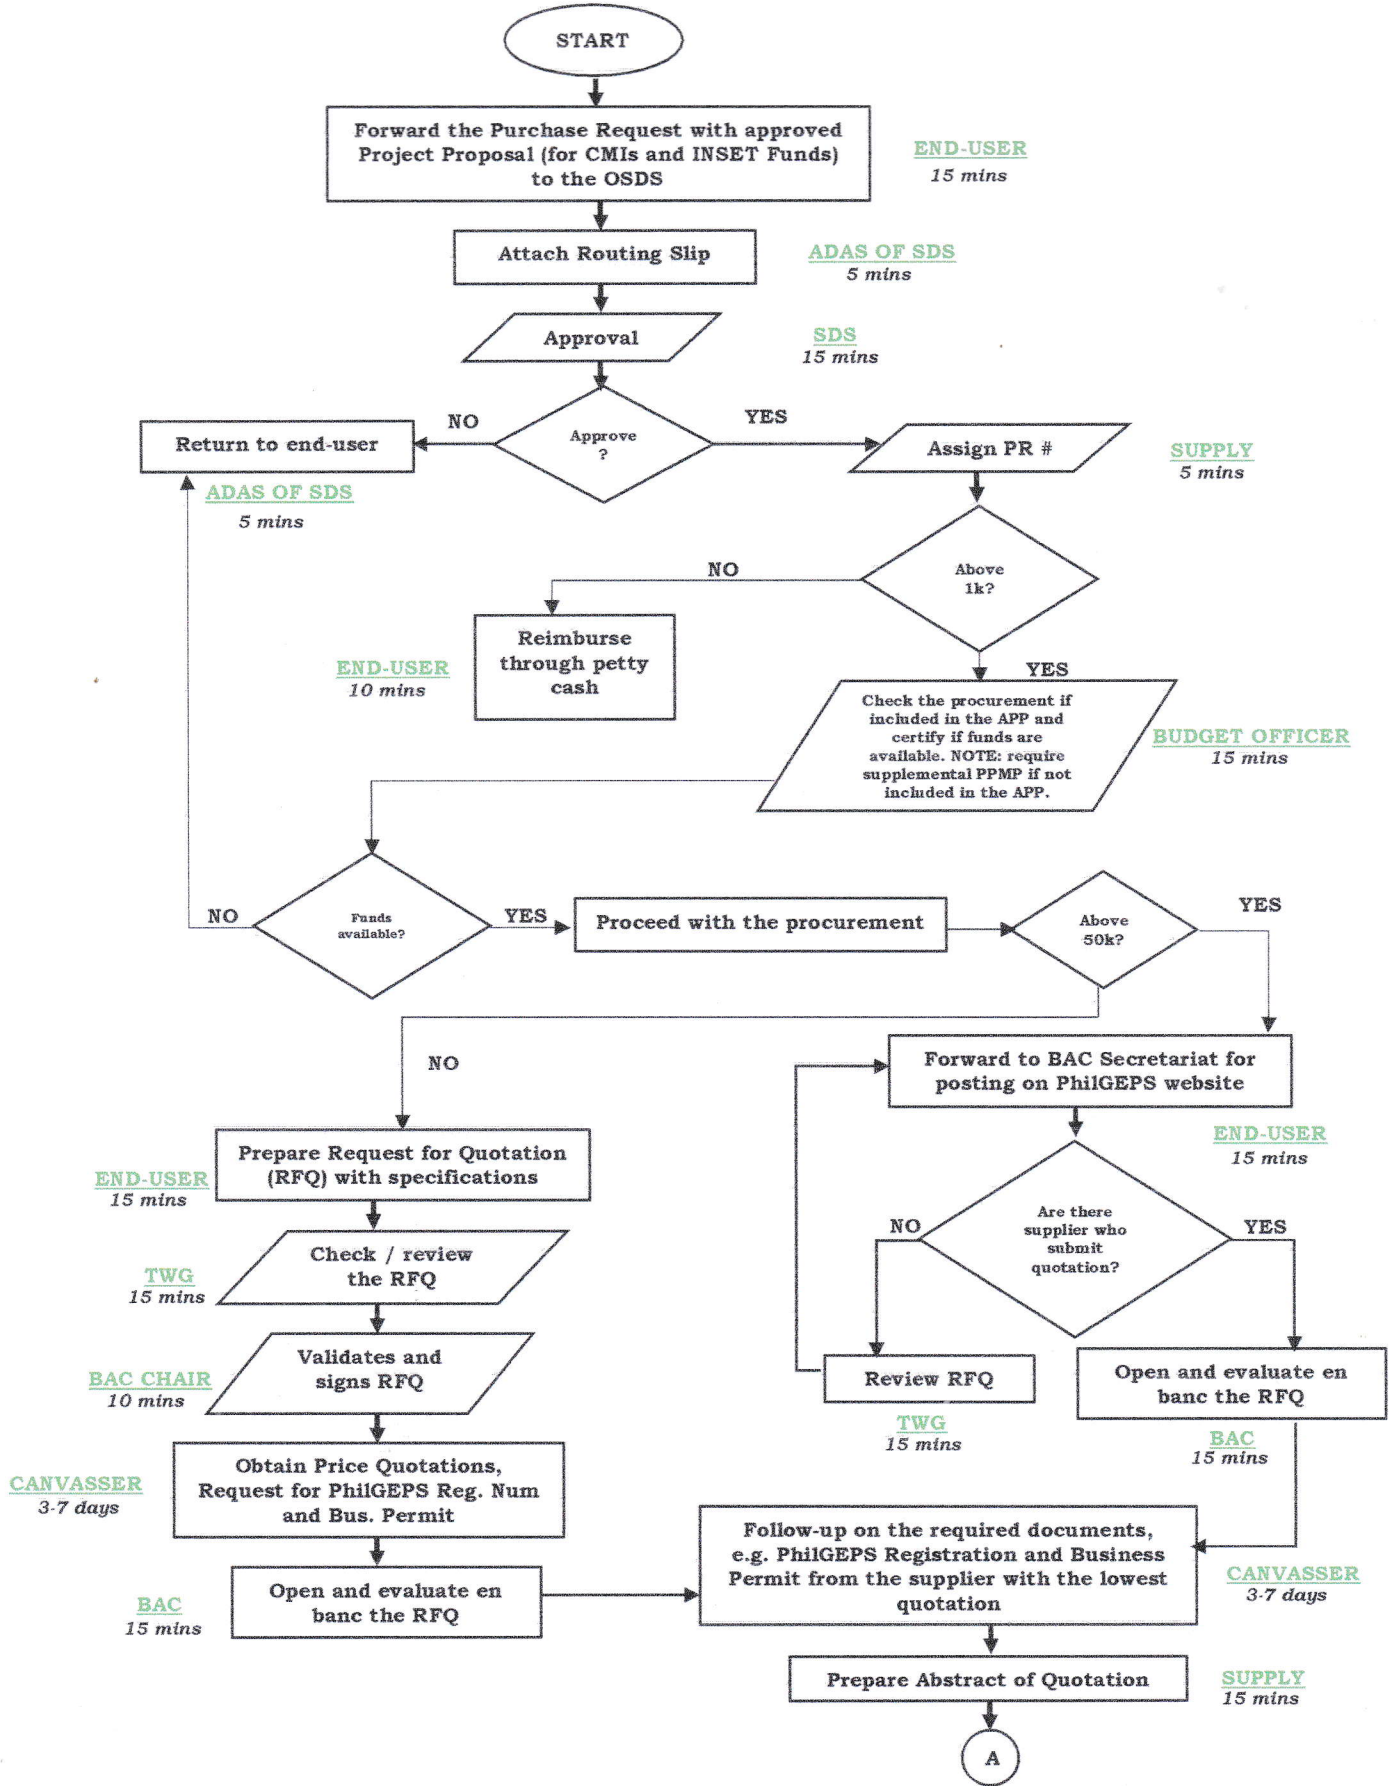 START
Forward the Purchase Request with approved
Project Proposal (for CMIs and INSET Funds)
to the OSDS
END-USER
15 mins
Attach Routing Slip
ADAS OF SDS
5 mins
Approval
SDS
15 mins
NO
YES
Approve
?
Return to end-user
Assign PR #
SUPPLY
5 mins
ADAS OF SDS
5 mins
Above
1k?
NO
Reimburse
through petty
cash
END-USER
10 mins
YES
Check the procurement if
included in the APP and
certify if funds are
available. NOTE: require
supplemental PPMP if not
included in the APP.
BUDGET OFFICER
15 mins
NO
Funds
available?
YES
Proceed with the procurement
Above
50k?
YES
NO
Forward to BAC Secretariat for
posting on PhilGEPS website
END-USER
15 mins
Prepare Request for Quotation
(RFQ) with specifications
END-USER
15 mins
NO
Are there
supplier who
submit
quotation?
YES
Check / review
the RFQ
TWG
15 mins
Validates and
signs RFQ
BAC CHAIR
10 mins
Review RFQ
TWG
15 mins
Open and evaluate en
banc the RFQ
BAC
15 mins
Obtain Price Quotations,
Request for PhilGEPS Reg. Num
and Bus. Permit
CANVASSER
3-7 days
Follow-up on the required documents,
e.g. PhilGEPS Registration and Business
Permit from the supplier with the lowest
quotation
CANVASSER
3-7 days
Open and evaluate en
banc the RFQ
BAC
15 mins
Prepare Abstract of Quotation
SUPPLY
15 mins
A